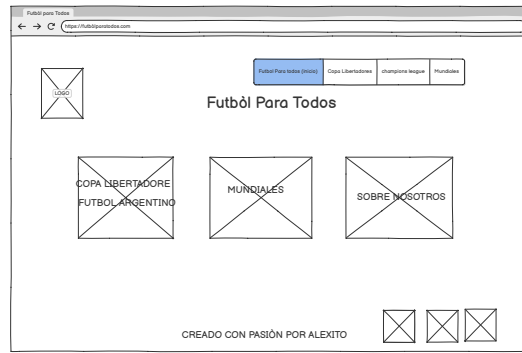 Futbòl para Todos
https://futbòlparatodos.com
Futbol Para todos (Inicio)
Copa Libertadores
champions league
Mundiales
LOGO
Futbòl Para Todos
COPA LIBERTADORE
FUTBOL ARGENTINO
MUNDIALES
SOBRE NOSOTROS
CREADO CON PASIÒN POR ALEXITO